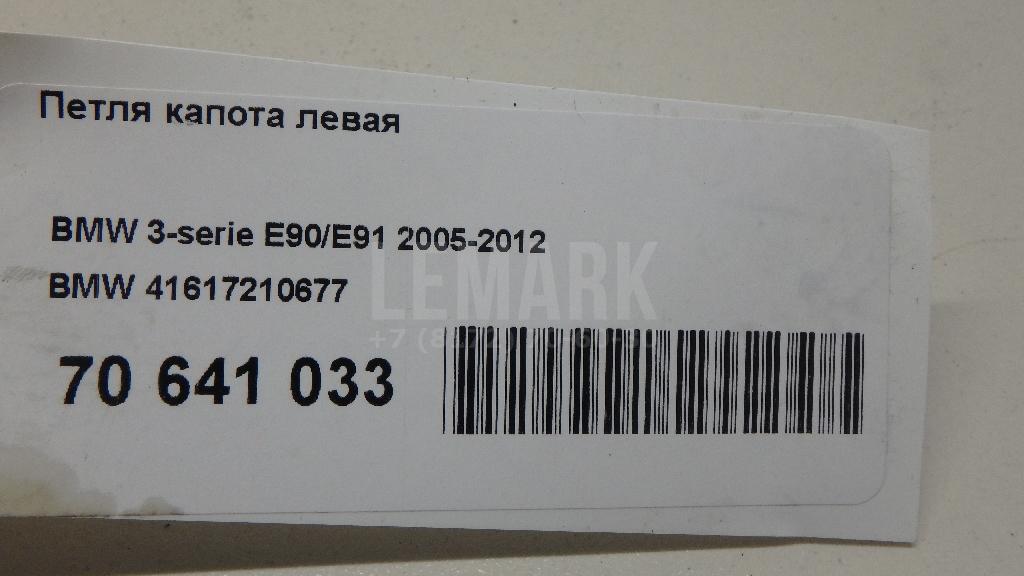 Петля капота левая
BMW 3-serie E90/E91 2005-2012
BMW 41617210677
LEMARK
70 641 033